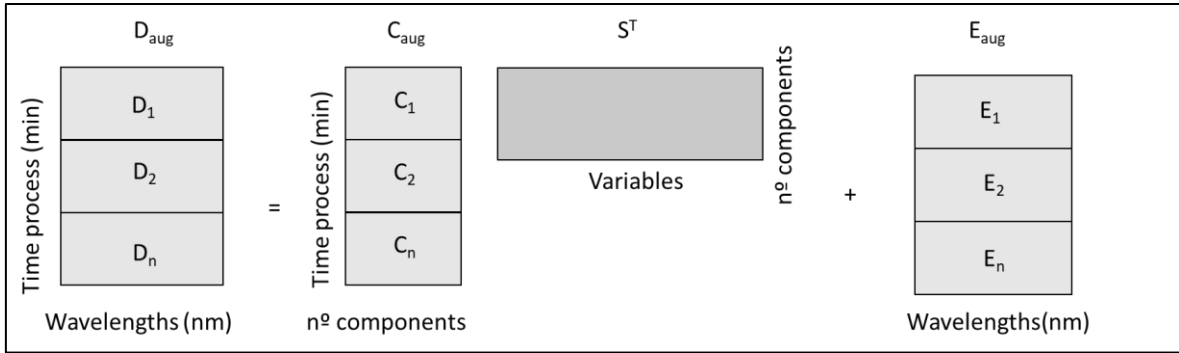 D_aug
C_aug
S^T
E_aug
Time process (min)
D_1
D_2
D_n
Wavelengths (nm)
=
Time process (min)
C_1
C_2
C_n
nº components
Variables
nº components
+
E_1
E_2
E_n
Wavelengths(nm)